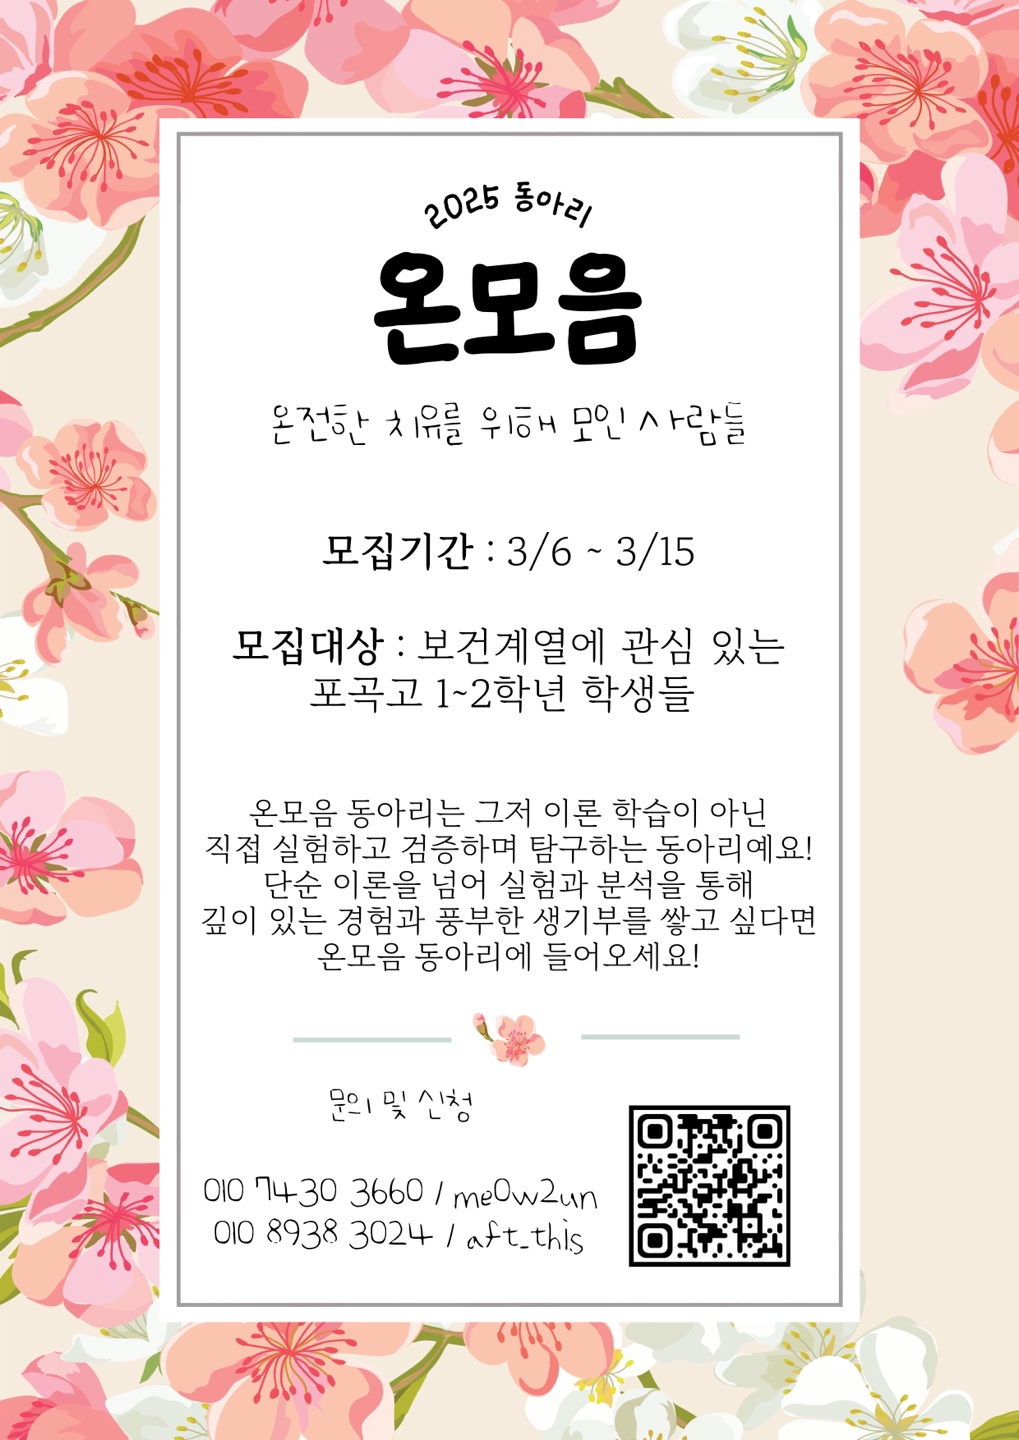 2025 동아리
온모음
온전한 치유를 위해 모인 사람들
모집기간 : 3/6 ~ 3/15
모집대상 : 보건계열에 관심 있는
포곡고 1~2학년 학생들
온모음 동아리는 그저 이론 학습이 아닌
직접 실험하고 검증하며 탐구하는 동아리예요!
단순 이론을 넘어 실험과 분석을 통해
깊이 있는 경험과 풍부한 생기부를 쌓고 싶다면
온모음 동아리에 들어오세요!
문의 및 신청
010 7430 3660 / me0w2un
010 8938 3024 / aft_this